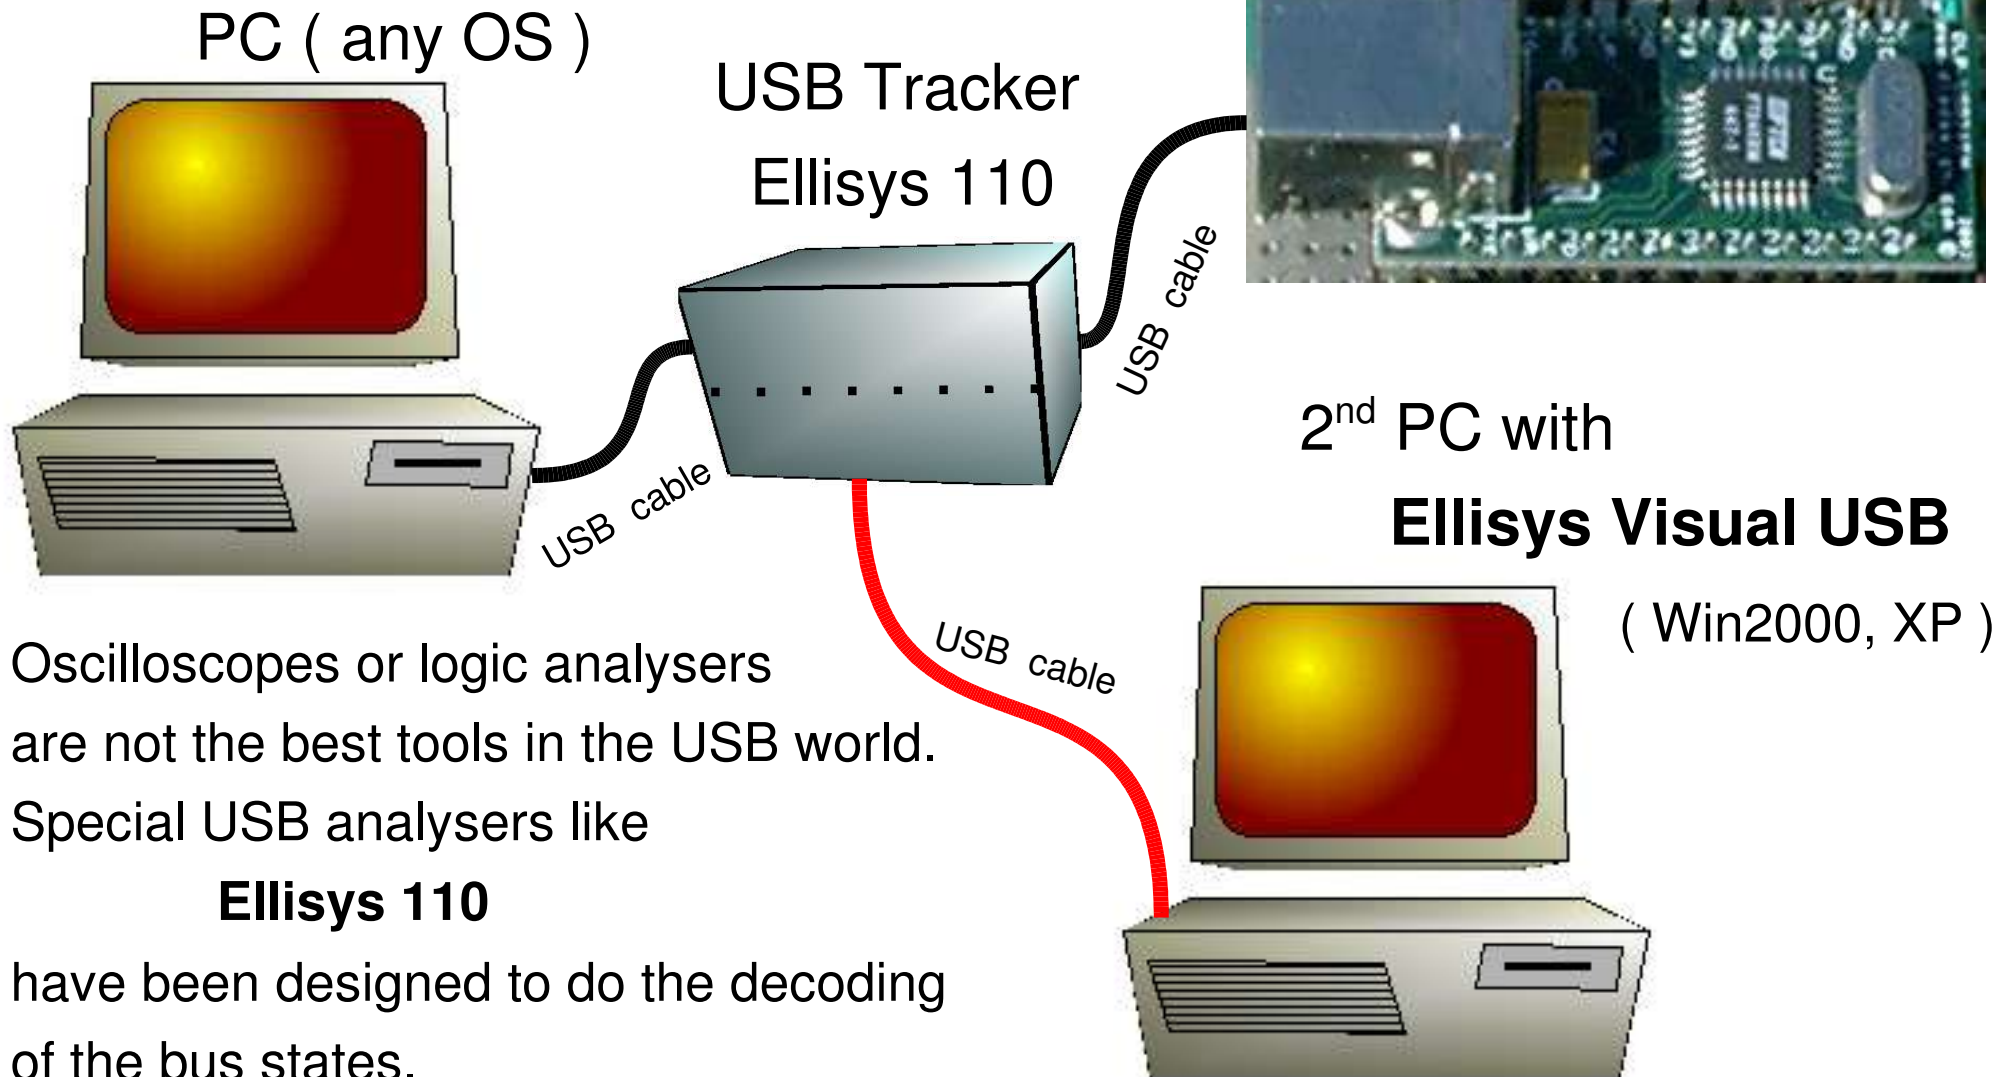 PC ( any OS )
USB Tracker
Ellisys 110
USB cable
USB cable
2nd PC with
Ellisys Visual USB
( Win2000, XP )
USB cable
Oscilloscopes or logic analysers
are not the best tools in the USB world.
Special USB analysers like
Ellisys 110
have been designed to do the decoding
of the bus states.